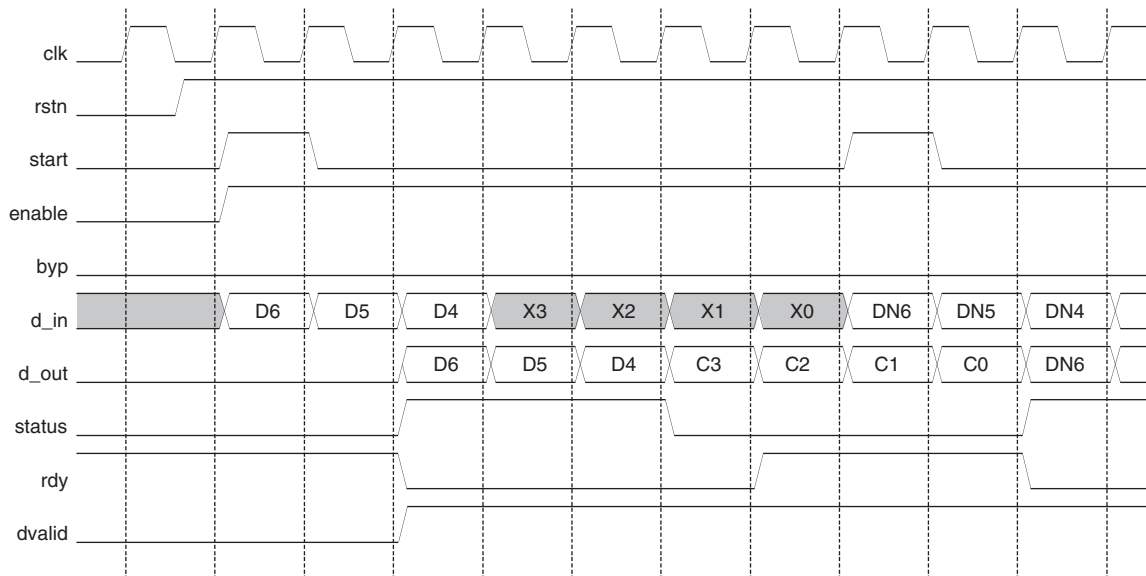 clk
rstn
start
enable
byp
d_in D6 D5 D4 X3 X2 X1 X0 DN6 DN5 DN4
d_out D6 D5 D4 C3 C2 C1 C0 DN6
status
rdy
dvalid